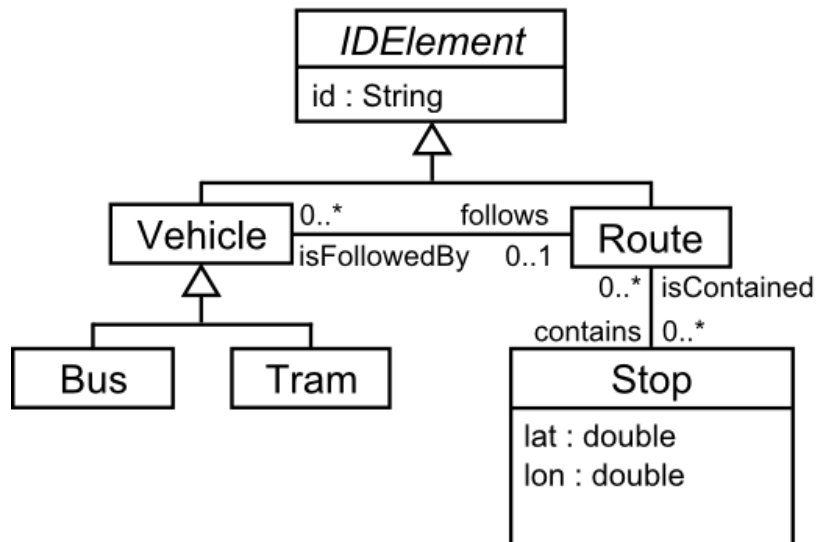 IDElement
id : String
Vehicle
0..*
follows
isFollowedBy
0..1
Route
0..*
isContained
contains
0..*
Bus
Tram
Stop
lat : double
lon : double